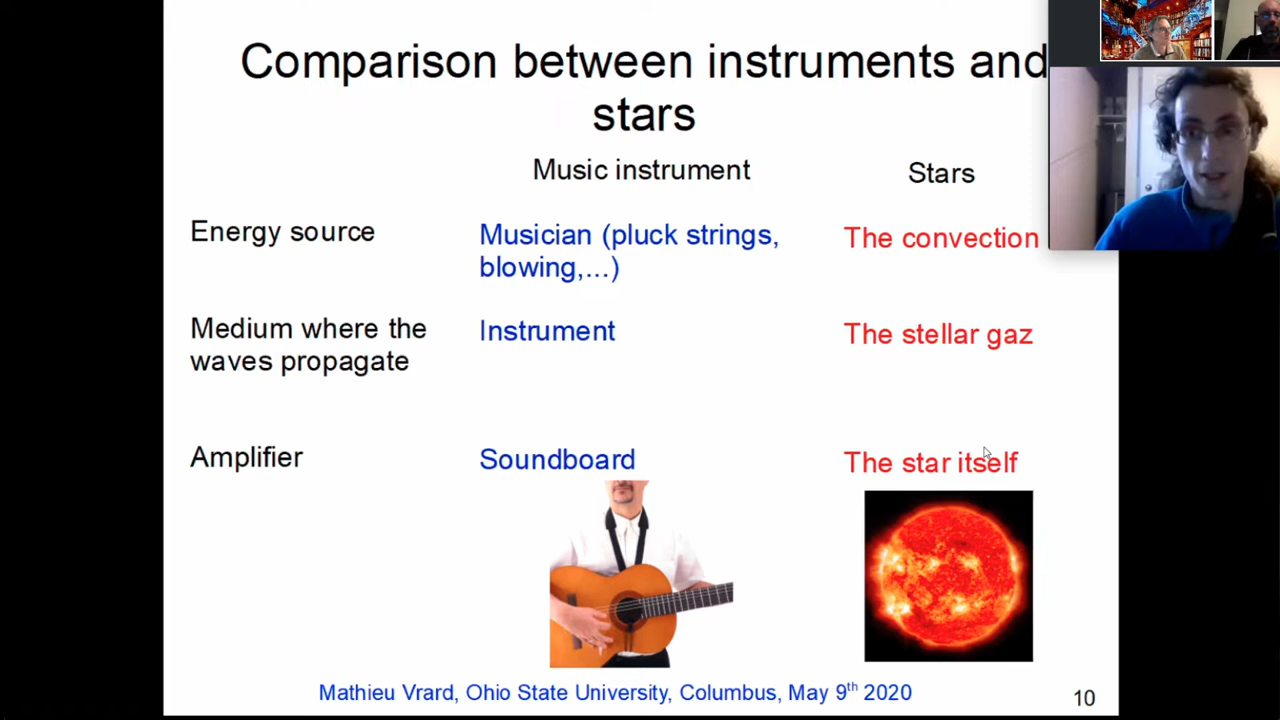 Comparison between instruments and
stars
Music instrument
Stars
Energy source
Musician (pluck strings,
blowing,...)
The convection
Medium where the
waves propagate
Instrument
The stellar gaz
Amplifier
Soundboard
The star itself
Mathieu Vrard, Ohio State University, Columbus, May 9th 2020
10